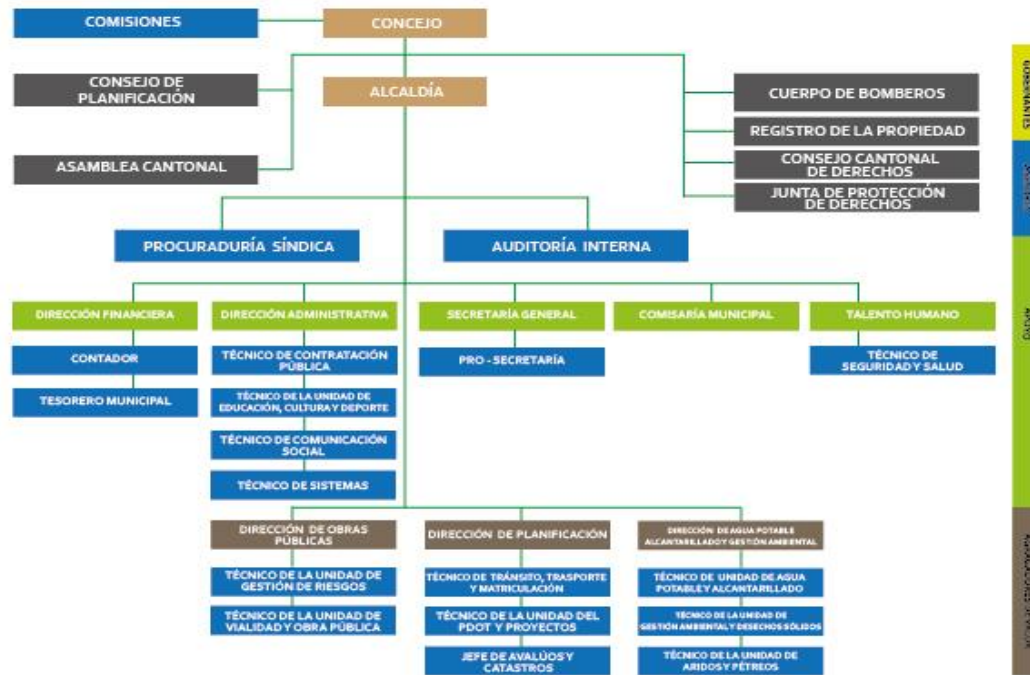 COMISIONES
CONCEJO
CONSEJO DE
PLANIFICACIÓN
ALCALDÍA
CUERPO DE BOMBEROS
REGISTRO DE LA PROPIEDAD
ASAMBLEA CANTONAL
CONSEJO CANTONAL
DE DERECHOS
JUNTA DE PROTECCIÓN
DE DERECHOS
PROCURADURÍA SÍNDICA
AUDITORÍA INTERNA
DIRECCIÓN FINANCIERA
DIRECCIÓN ADMINISTRATIVA
SECRETARÍA GENERAL
COMISARÍA MUNICIPAL
TALENTO HUMANO
CONTADOR
TÉCNICO DE CONTRATACIÓN
PÚBLICA
PRO - SECRETARÍA
TÉCNICO DE
SEGURIDAD Y SALUD
TESORERO MUNICIPAL
TÉCNICO DE LA UNIDAD DE
EDUCACIÓN, CULTURA Y DEPORTE
TÉCNICO DE COMUNICACIÓN
SOCIAL
TÉCNICO DE SISTEMAS
DIRECCIÓN DE OBRAS
PÚBLICAS
DIRECCIÓN DE PLANIFICACIÓN
DIRECCIÓN DE AGUA POTABLE
ALCANTARILLADO Y GESTIÓN AMBIENTAL
TÉCNICO DE LA UNIDAD DE
GESTIÓN DE RIESGOS
TÉCNICO DE TRÁNSITO, TRASPORTE
Y MATRICULACIÓN
TÉCNICO DE UNIDAD DE AGUA
POTABLE Y ALCANTARILLADO
TÉCNICO DE LA UNIDAD DE
VIALIDAD Y OBRA PÚBLICA
TÉCNICO DE LA UNIDAD DEL
PDOT Y PROYECTOS
TÉCNICO DE LA UNIDAD DE
GESTIÓN AMBIENTAL Y DESECHOS SÓLIDOS
JEFE DE AVALÚOS Y
CATASTROS
TÉCNICO DE LA UNIDAD DE
ARIDOS Y PÉTREOS
GOBERNANTES